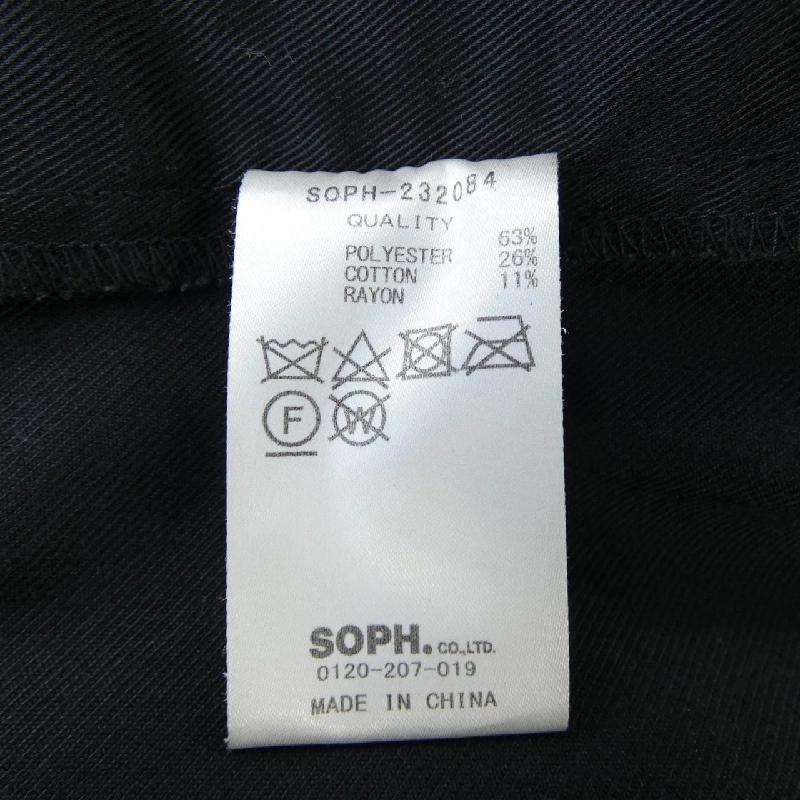 SOPH-232084
QUALITY
POLYESTER 63%
COTTON 26%
RAYON 11%
F W
SOPH. CO.,LTD.
0120-207-019
MADE IN CHINA